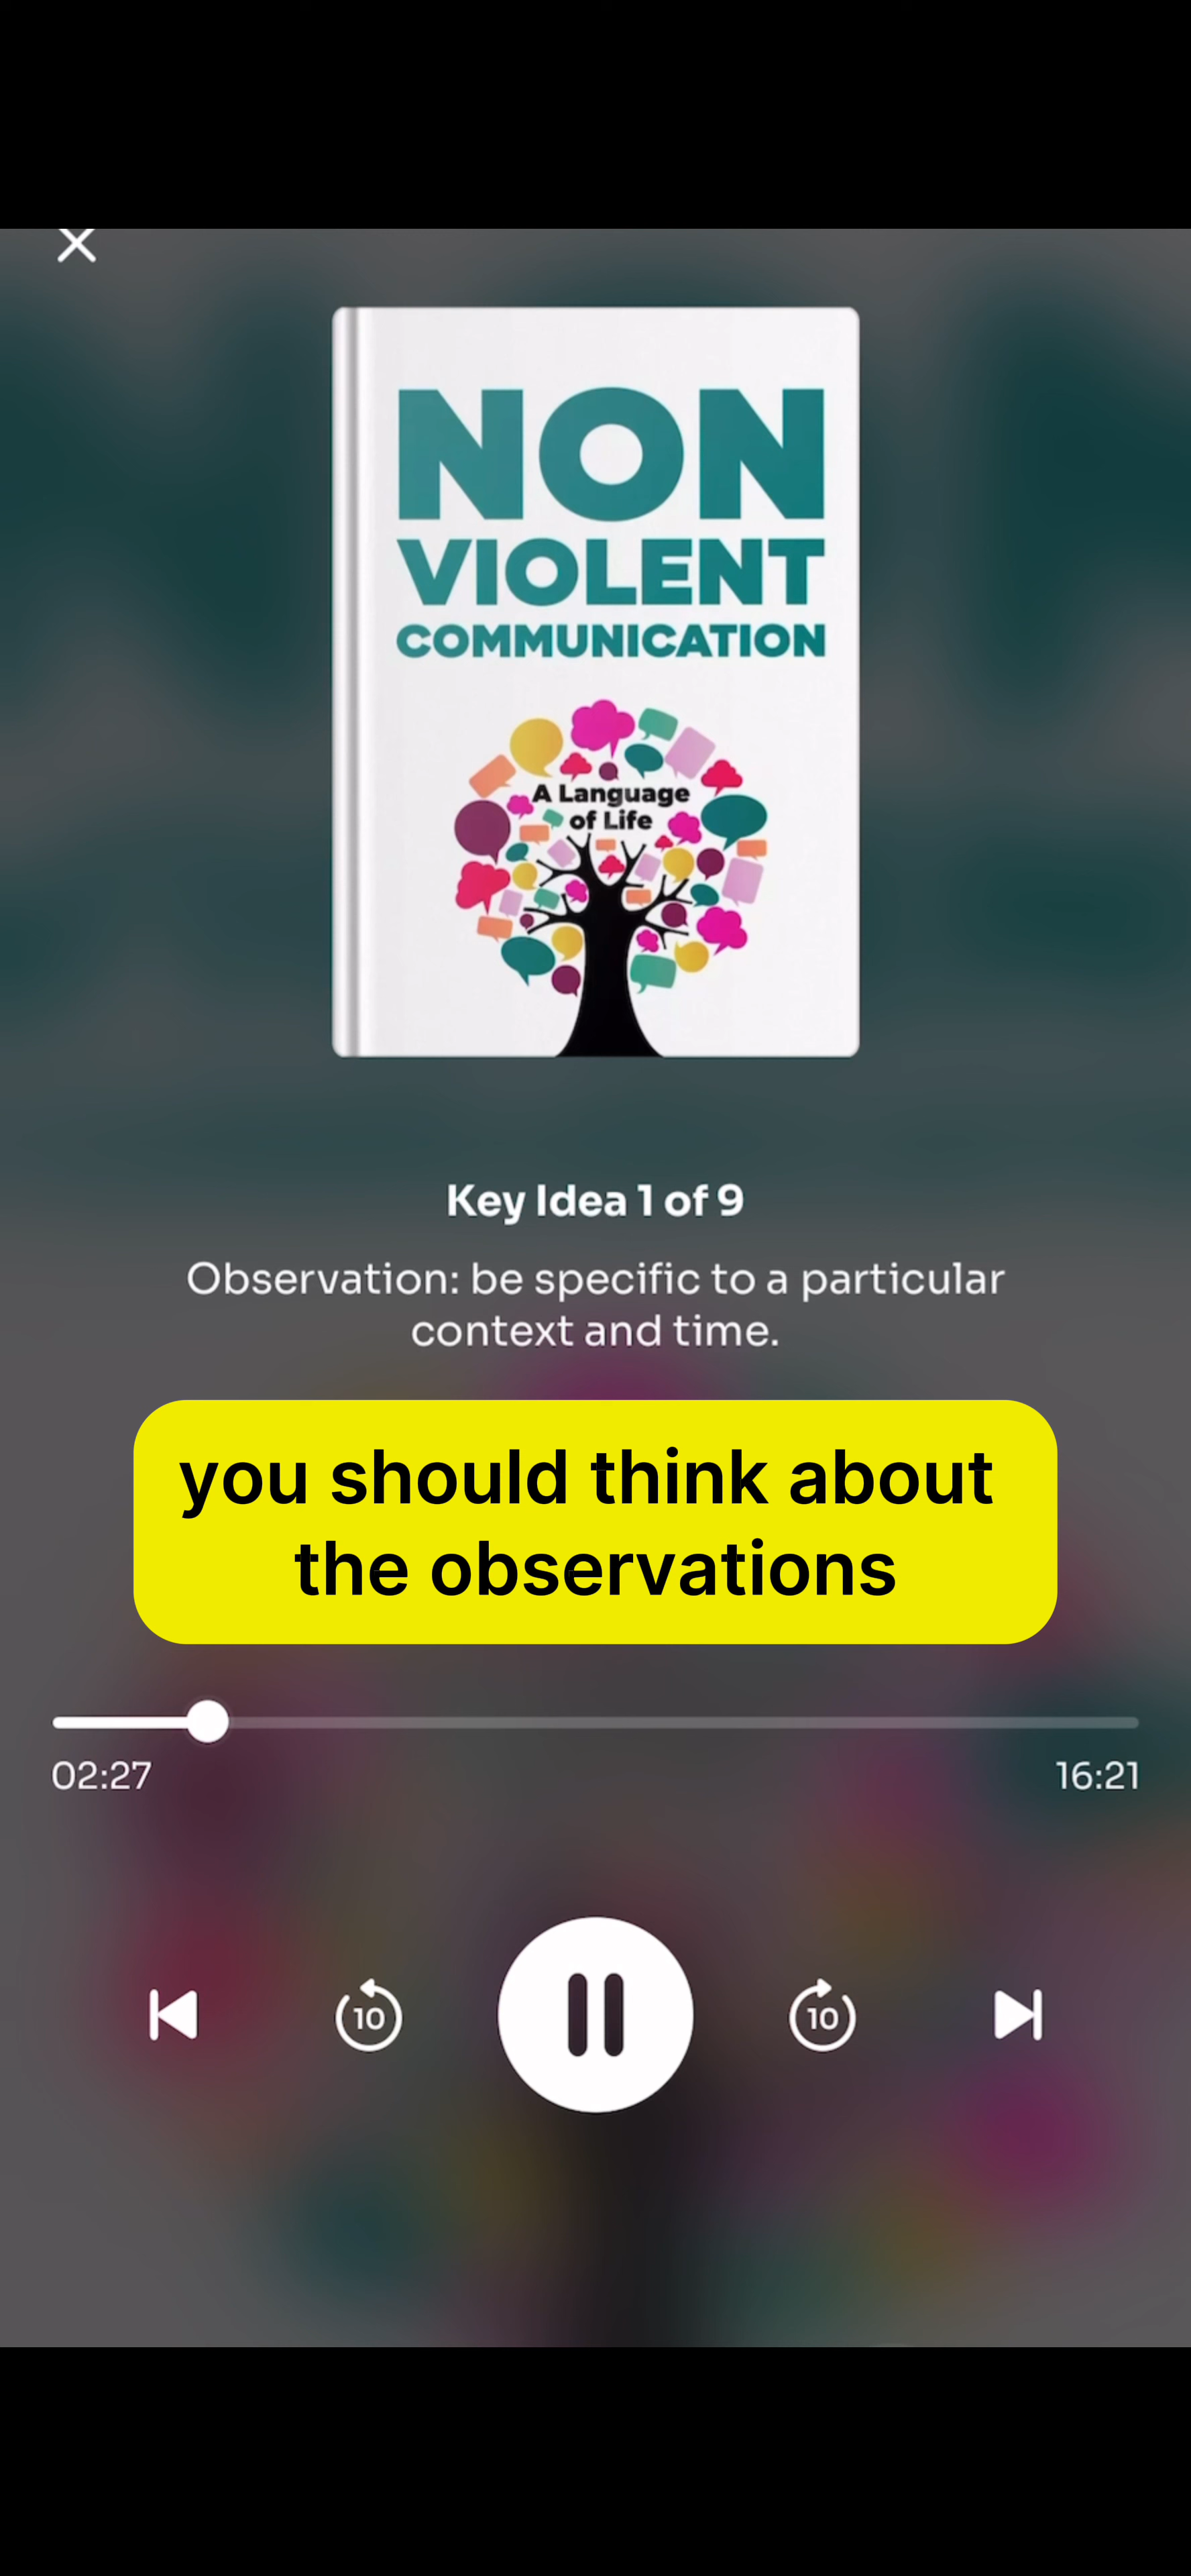 NON
VIOLENT
COMMUNICATION
A Language
of Life
Key Idea 1 of 9
Observation: be specific to a particular
context and time.
you should think about
the observations
02:27
16:21
10
10